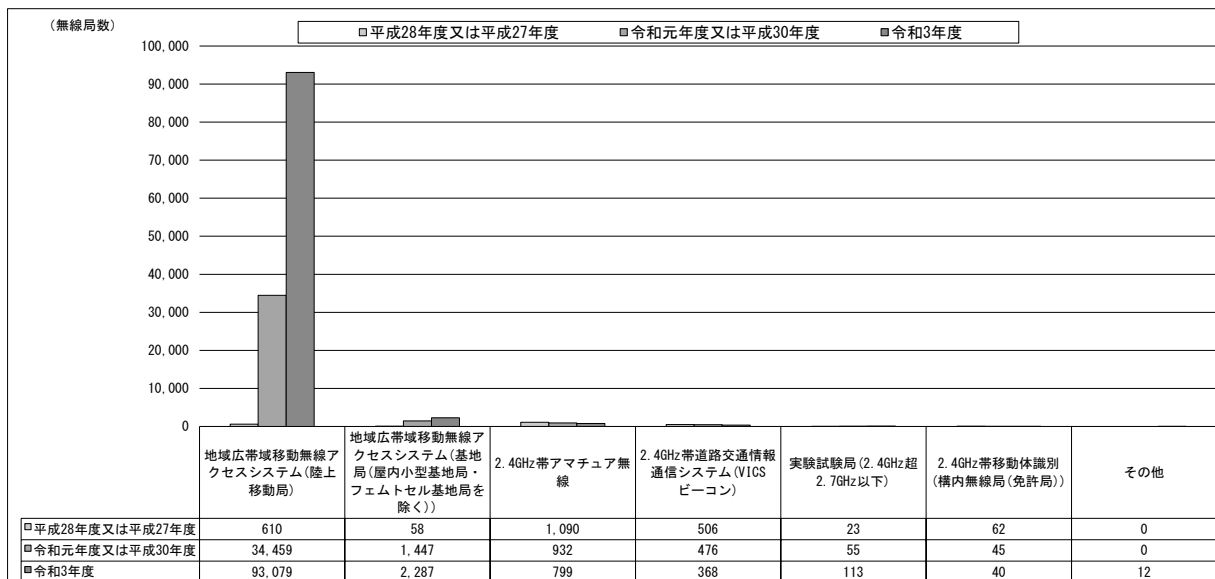 (無線局数)
□平成28年度又は平成27年度 ■令和元年度又は平成30年度 ■令和3年度
100,000
90,000
80,000
70,000
60,000
50,000
40,000
30,000
20,000
10,000
0
地域広帯域移動無線アクセスシステム(陸上移動局)
地域広帯域移動無線アクセスシステム(基地局(屋内小型基地局・フェムトセル基地局を除く))
2.4GHz帯アマチュア無線
2.4GHz帯道路交通情報通信システム(VICSビーコン)
実験試験局(2.4GHz超2.7GHz以下)
2.4GHz帯移動体識別(構内無線局(免許局))
その他
□平成28年度又は平成27年度 610 58 1,090 506 23 62 0
■令和元年度又は平成30年度 34,459 1,447 932 476 55 45 0
■令和3年度 93,079 2,287 799 368 113 40 12